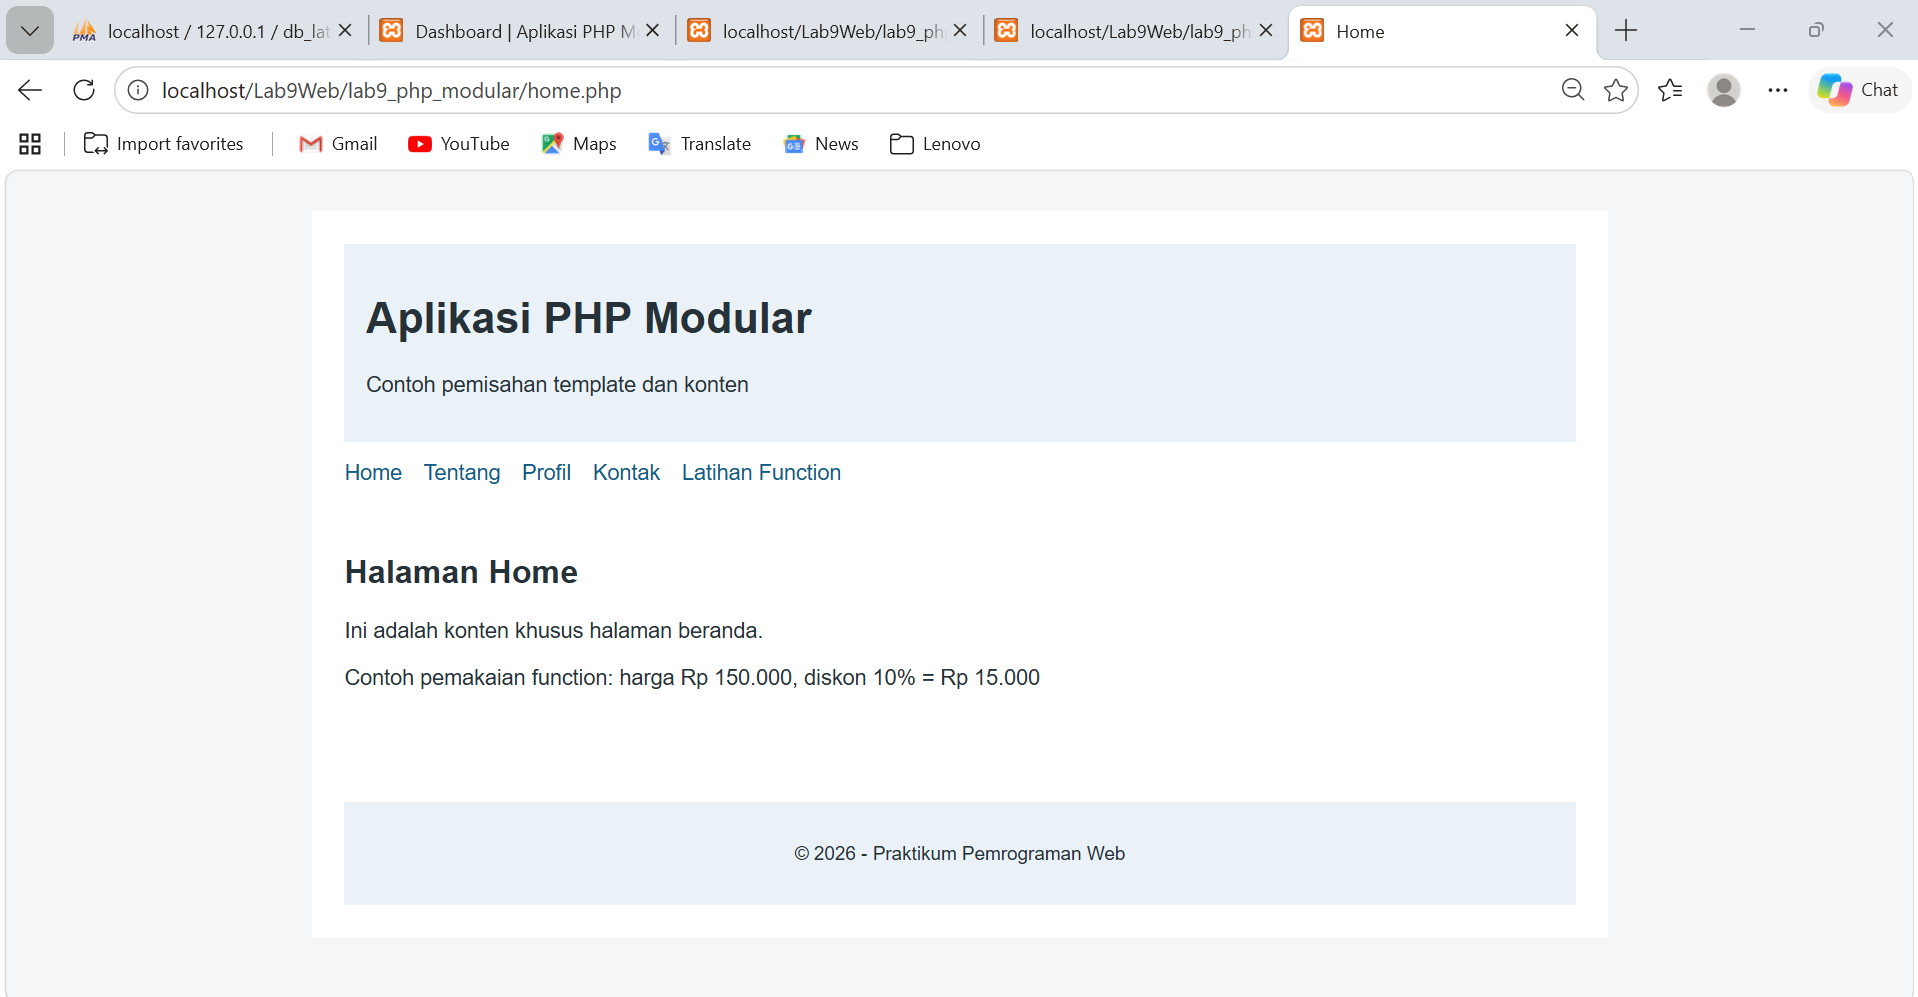 PMA localhost / 127.0.0.1 / db_lat
Dashboard | Aplikasi PHP M
localhost/Lab9Web/lab9_ph
localhost/Lab9Web/lab9_ph
Home
localhost/Lab9Web/lab9_php_modular/home.php
Chat
Import favorites
Gmail
YouTube
Maps
Translate
News
Lenovo
Aplikasi PHP Modular
Contoh pemisahan template dan konten
Home Tentang Profil Kontak Latihan Function
Halaman Home
Ini adalah konten khusus halaman beranda.
Contoh pemakaian function: harga Rp 150.000, diskon 10% = Rp 15.000
© 2026 - Praktikum Pemrograman Web